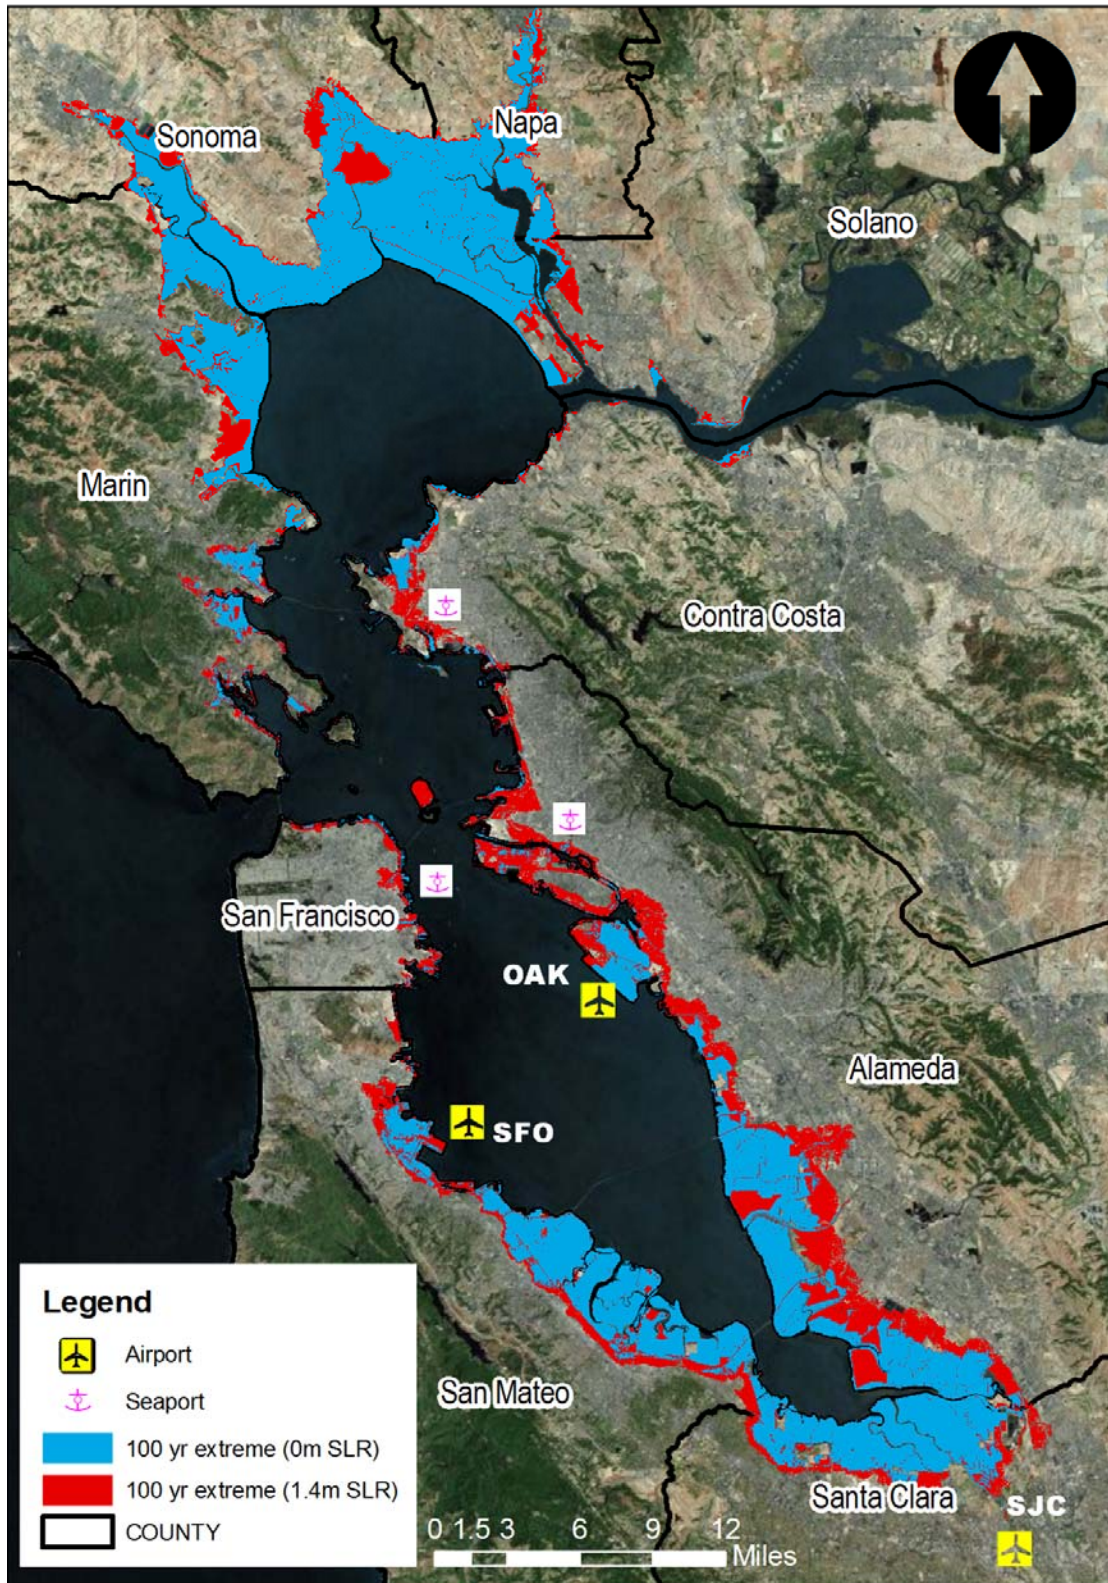 Sonoma
Napa
Solano
Marin
Contra Costa
San Francisco
OAK
Alameda
SFO
San Mateo
Santa Clara
SJC
Legend
Airport
Seaport
100 yr extreme (0m SLR)
100 yr extreme (1.4m SLR)
COUNTY
0 1.5 3 6 9 12
Miles